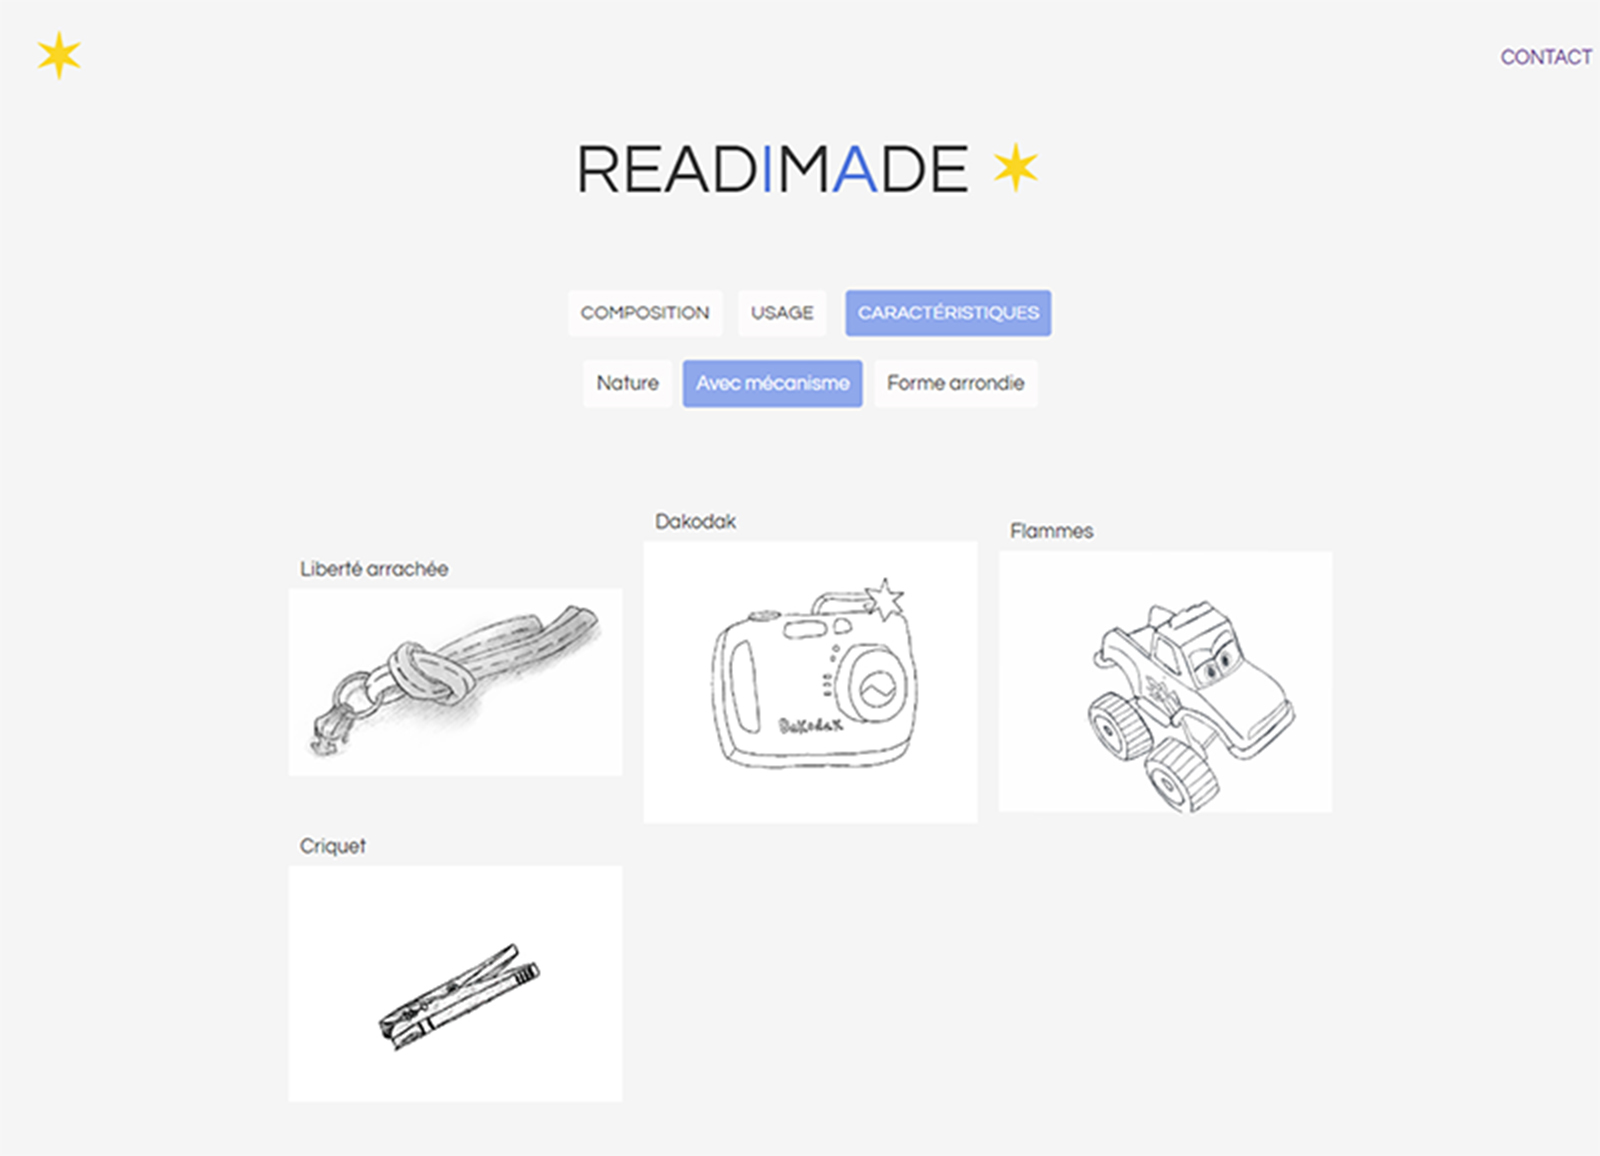 CONTACT
READIMADE
COMPOSITION USAGE CARACTÉRISTIQUES
Nature Avec mécanisme Forme arrondie
Liberté arrachée
Dakodak
Dakodak
Flammes
Criquet